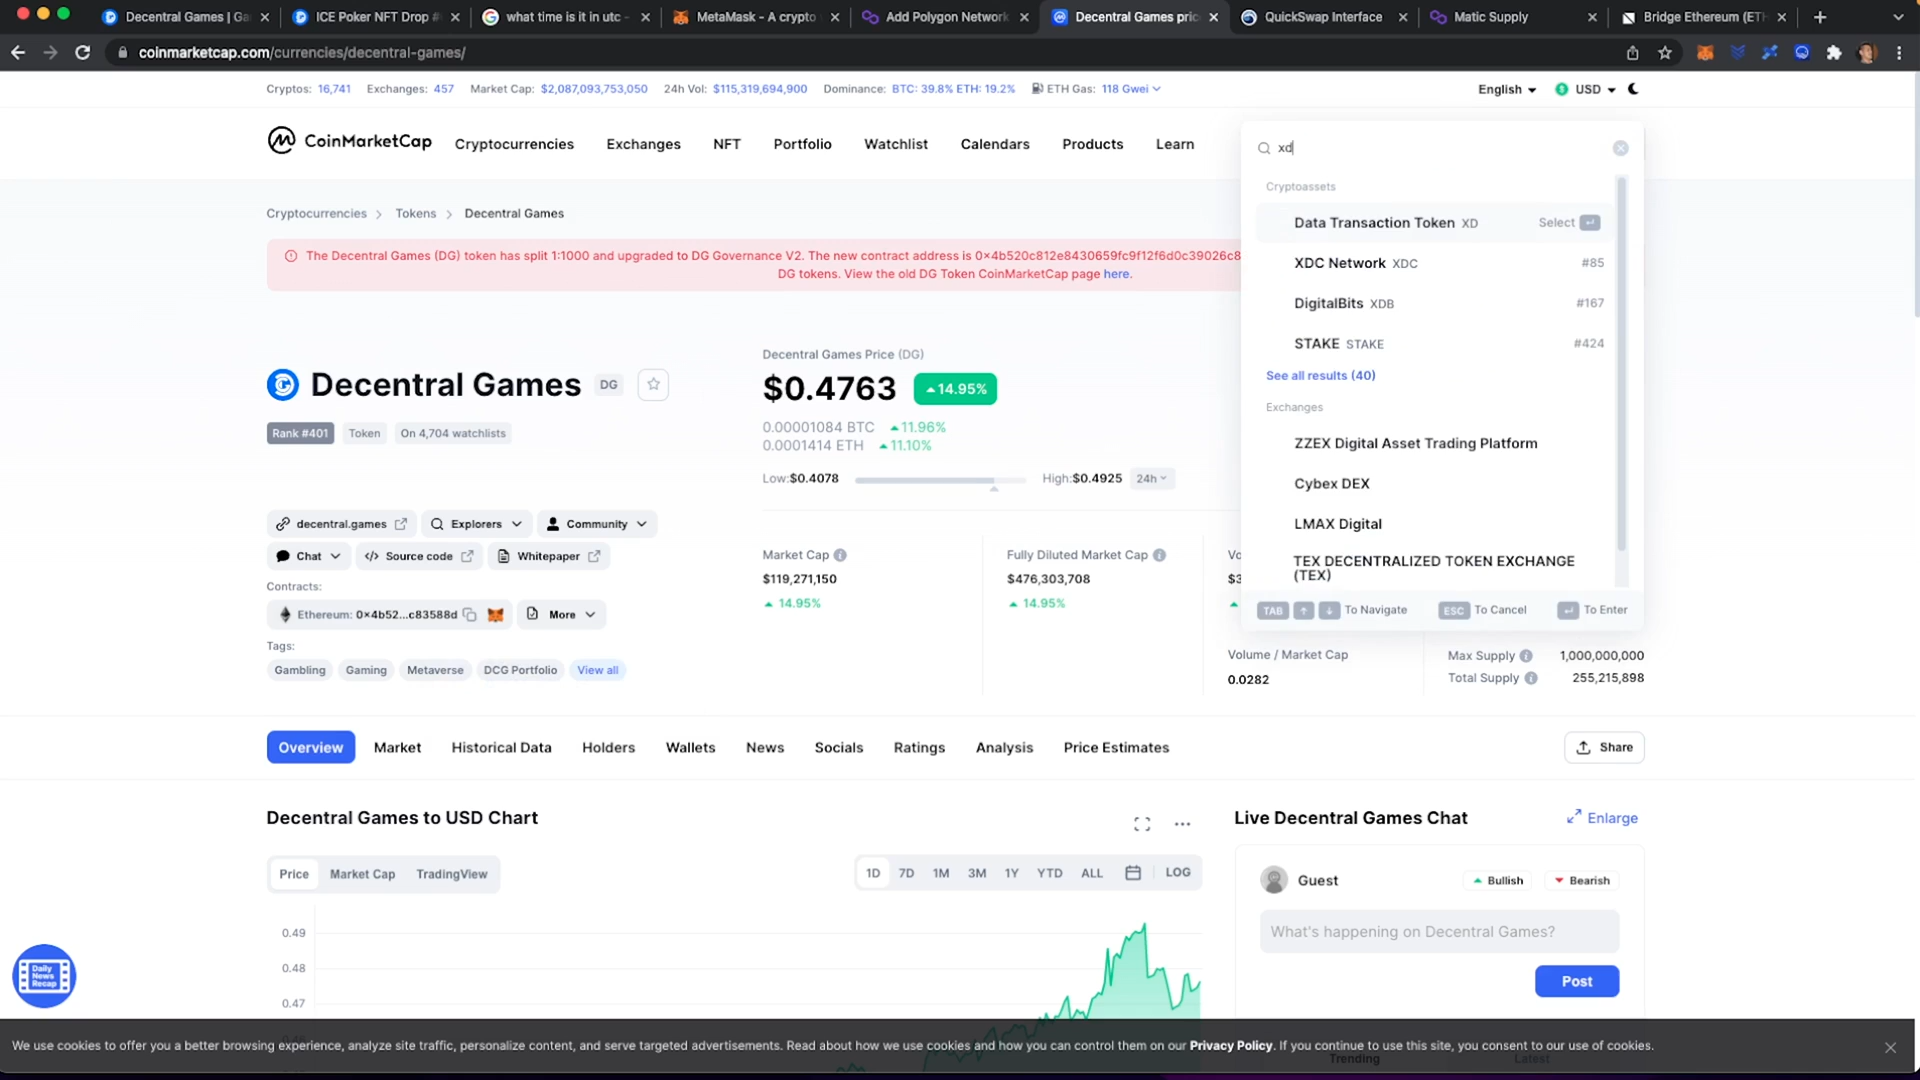 Decentral Games | Ga
ICE Poker NFT Drop #
what time is it in utc -
MetaMask - A crypto
Add Polygon Network
Decentral Games pric
QuickSwap Interface
Matic Supply
Bridge Ethereum (ETH
coinmarketcap.com/currencies/decentral-games/
Cryptos: 16,741 Exchanges: 457 Market Cap: $2,087,093,753,050 24h Vol: $115,319,694,900 Dominance: BTC: 39.8% ETH: 19.2% ETH Gas: 118 Gwei
English USD
CoinMarketCap
Cryptocurrencies Exchanges NFT Portfolio Watchlist Calendars Products Learn
xd
Cryptoassets
Data Transaction Token XD Select
XDC Network XDC #85
DigitalBits XDB #167
STAKE STAKE #424
See all results (40)
Exchanges
ZZEX Digital Asset Trading Platform
Cybex DEX
LMAX Digital
TEX DECENTRALIZED TOKEN EXCHANGE
(TEX)
TAB To Navigate ESC To Cancel To Enter
Cryptocurrencies > Tokens > Decentral Games
The Decentral Games (DG) token has split 1:1000 and upgraded to DG Governance V2. The new contract address is 0x4b520c812e8430659fc9f12f6d0c39026c8
DG tokens. View the old DG Token CoinMarketCap page here.
Decentral Games DG
Rank #401 Token On 4,704 watchlists
Decentral Games Price (DG)
$0.4763 14.95%
0.00001084 BTC 11.96%
0.0001414 ETH 11.10%
Low:$0.4078 High:$0.4925 24h
decentral.games Explorers Community
Chat Source code Whitepaper
Contracts:
Ethereum: 0x4b52...c83588d More
Tags:
Gambling Gaming Metaverse DCG Portfolio View all
Market Cap
$119,271,150
14.95%
Fully Diluted Market Cap
$476,303,708
14.95%
Vo
$3
Volume / Market Cap
0.0282
Max Supply 1,000,000,000
Total Supply 255,215,898
Overview Market Historical Data Holders Wallets News Socials Ratings Analysis Price Estimates
Share
Decentral Games to USD Chart
Price Market Cap TradingView
1D 7D 1M 3M 1Y YTD ALL LOG
0.49
0.48
0.47
Live Decentral Games Chat
Enlarge
Guest
Bullish Bearish
What's happening on Decentral Games?
Post
Daily
News
Recap
We use cookies to offer you a better browsing experience, analyze site traffic, personalize content, and serve targeted advertisements. Read about how we use cookies and how you can control them on our Privacy Policy. If you continue to use this site, you consent to our use of cookies.
Trending Latest